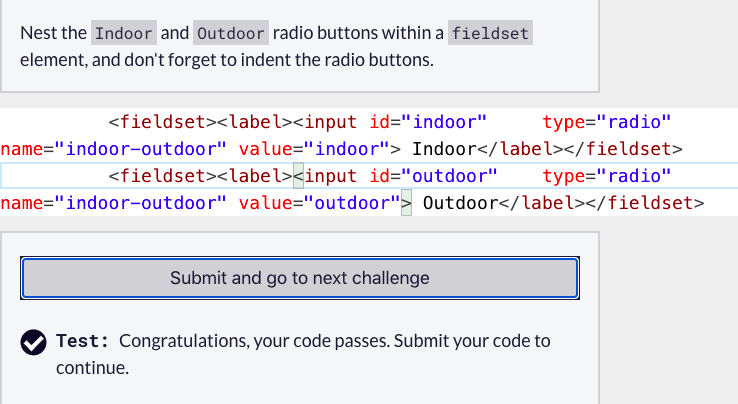 Nest the Indoor and Outdoor radio buttons within a fieldset
element, and don't forget to indent the radio buttons.
<fieldset><label><input id="indoor"     type="radio"
name="indoor-outdoor" value="indoor"> Indoor</label></fieldset>
<fieldset><label><input id="outdoor"    type="radio"
name="indoor-outdoor" value="outdoor"> Outdoor</label></fieldset>
Submit and go to next challenge
Test: Congratulations, your code passes. Submit your code to
continue.